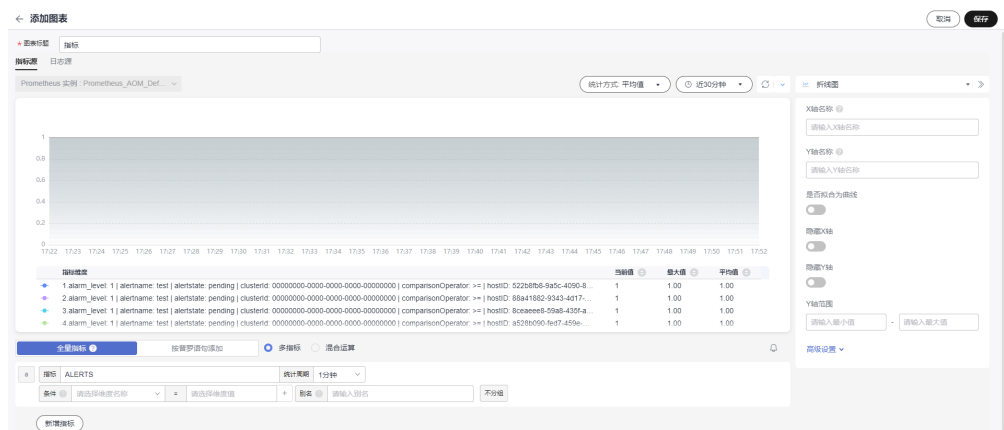 ← 添加图表
取消 保存
* 图表标题 指标
指标源 日志源
Prometheus 实例 : Prometheus_AOM_Def...
统计方式: 平均值 近30分钟
折线图
X轴名称
请输入X轴名称
Y轴名称
请输入Y轴名称
是否拟合为曲线
隐藏X轴
隐藏Y轴
Y轴范围
请输入最小值 - 请输入最大值
高级设置
1
0.8
0.6
0.4
0.2
0
17:22 17:23 17:24 17:25 17:26 17:27 17:28 17:29 17:30 17:31 17:32 17:33 17:34 17:35 17:36 17:37 17:38 17:39 17:40 17:41 17:42 17:43 17:44 17:45 17:46 17:47 17:48 17:49 17:50 17:51 17:52
指标维度 当前值 最大值 平均值
1.alarm_level: 1 | alertname: test | alertstate: pending | clusterId: 00000000-0000-0000-0000-00000000 | comparisonOperator: >= | hostID: 522b8fb8-9a5c-4090-8... 1 1.00 1.00
2.alarm_level: 1 | alertname: test | alertstate: pending | clusterId: 00000000-0000-0000-0000-00000000 | comparisonOperator: >= | hostID: 88a41882-9343-4d17-... 1 1.00 1.00
3.alarm_level: 1 | alertname: test | alertstate: pending | clusterId: 00000000-0000-0000-0000-00000000 | comparisonOperator: >= | hostID: 8ceaeee8-59a8-435f-a... 1 1.00 1.00
4.alarm_level: 1 | alertname: test | alertstate: pending | clusterId: 00000000-0000-0000-0000-00000000 | comparisonOperator: >= | hostID: a528b090-fed7-459e-... 1 1.00 1.00
全量指标 按普罗语句添加 多指标 混合运算
a 指标 ALERTS 统计周期 1分钟
条件 请选择维度名称 = 请选择维度值 + 别名 请输入别名 不分组
新增指标